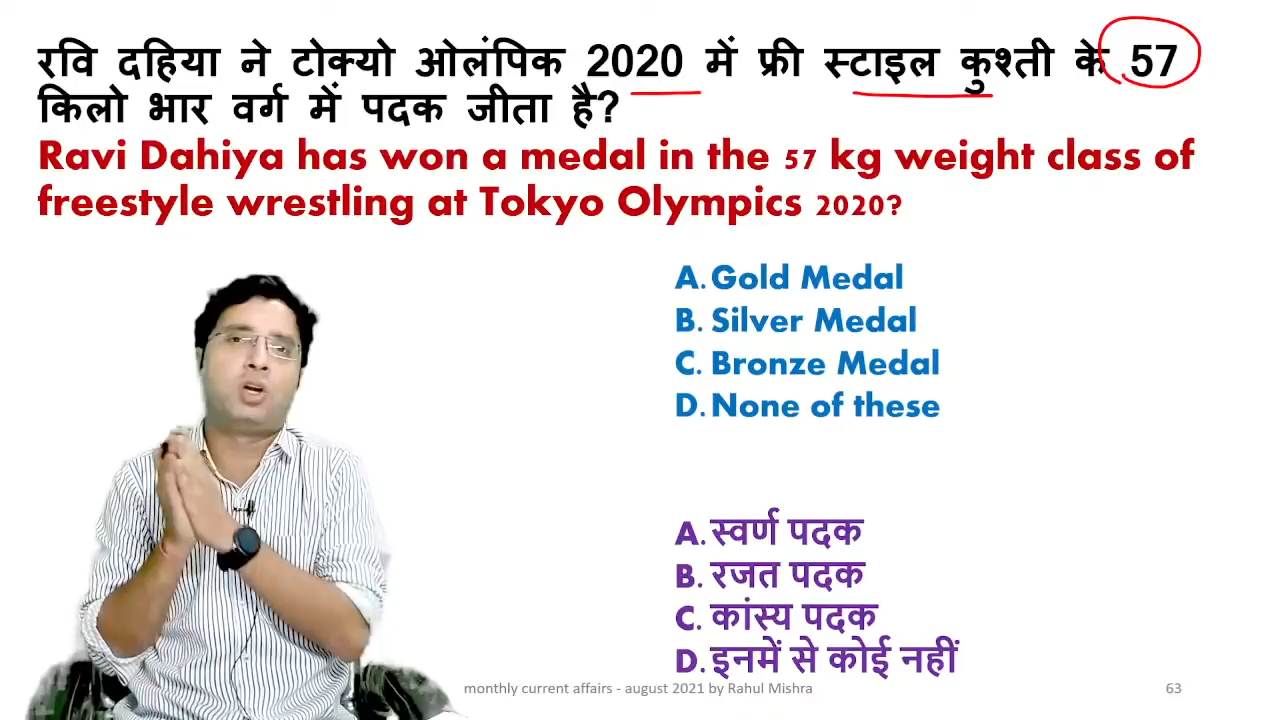 रवि दहिया ने टोक्यो ओलंपिक 2020 में फ्री स्टाइल कुश्ती के 57
किलो भार वर्ग में पदक जीता है?
Ravi Dahiya has won a medal in the 57 kg weight class of
freestyle wrestling at Tokyo Olympics 2020?
A. Gold Medal
B. Silver Medal
C. Bronze Medal
D. None of these
A. स्वर्ण पदक
B. रजत पदक
C. कांस्य पदक
D. इनमें से कोई नहीं
monthly current affairs - august 2021 by Rahul Mishra 63